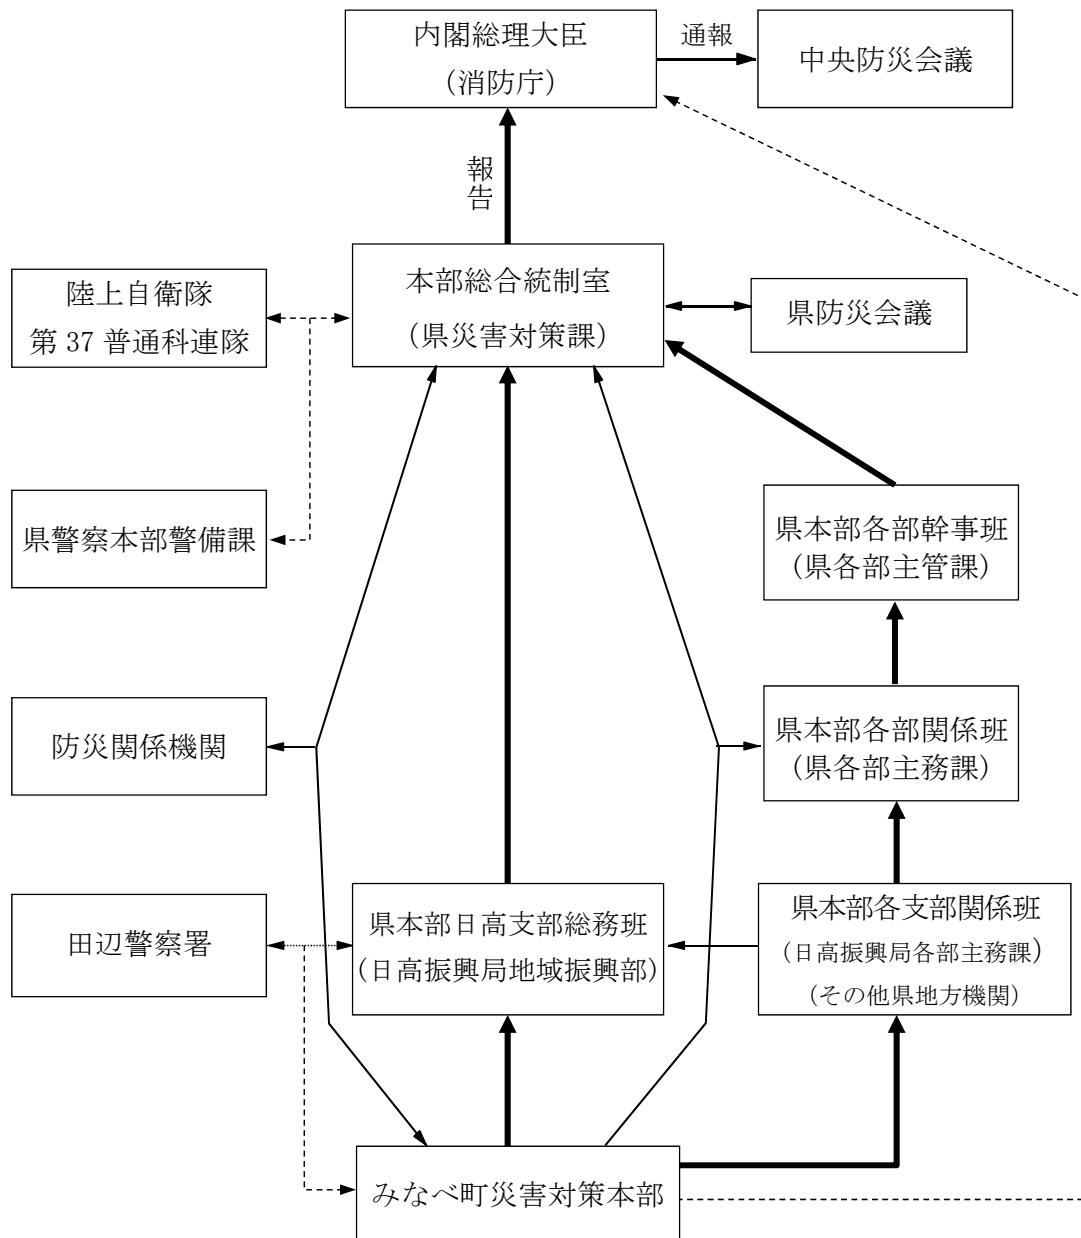 内閣総理大臣
(消防庁)
通報
中央防災会議
報告
陸上自衛隊
第 37 普通科連隊
本部総合統制室
(県災害対策課)
県防災会議
県警察本部警備課
県本部各部幹事班
(県各部主管課)
防災関係機関
県本部各部関係班
(県各部主務課)
田辺警察署
県本部日高支部総務班
(日高振興局地域振興部)
県本部各支部関係班
(日高振興局各部主務課)
(その他県地方機関)
みなべ町災害対策本部